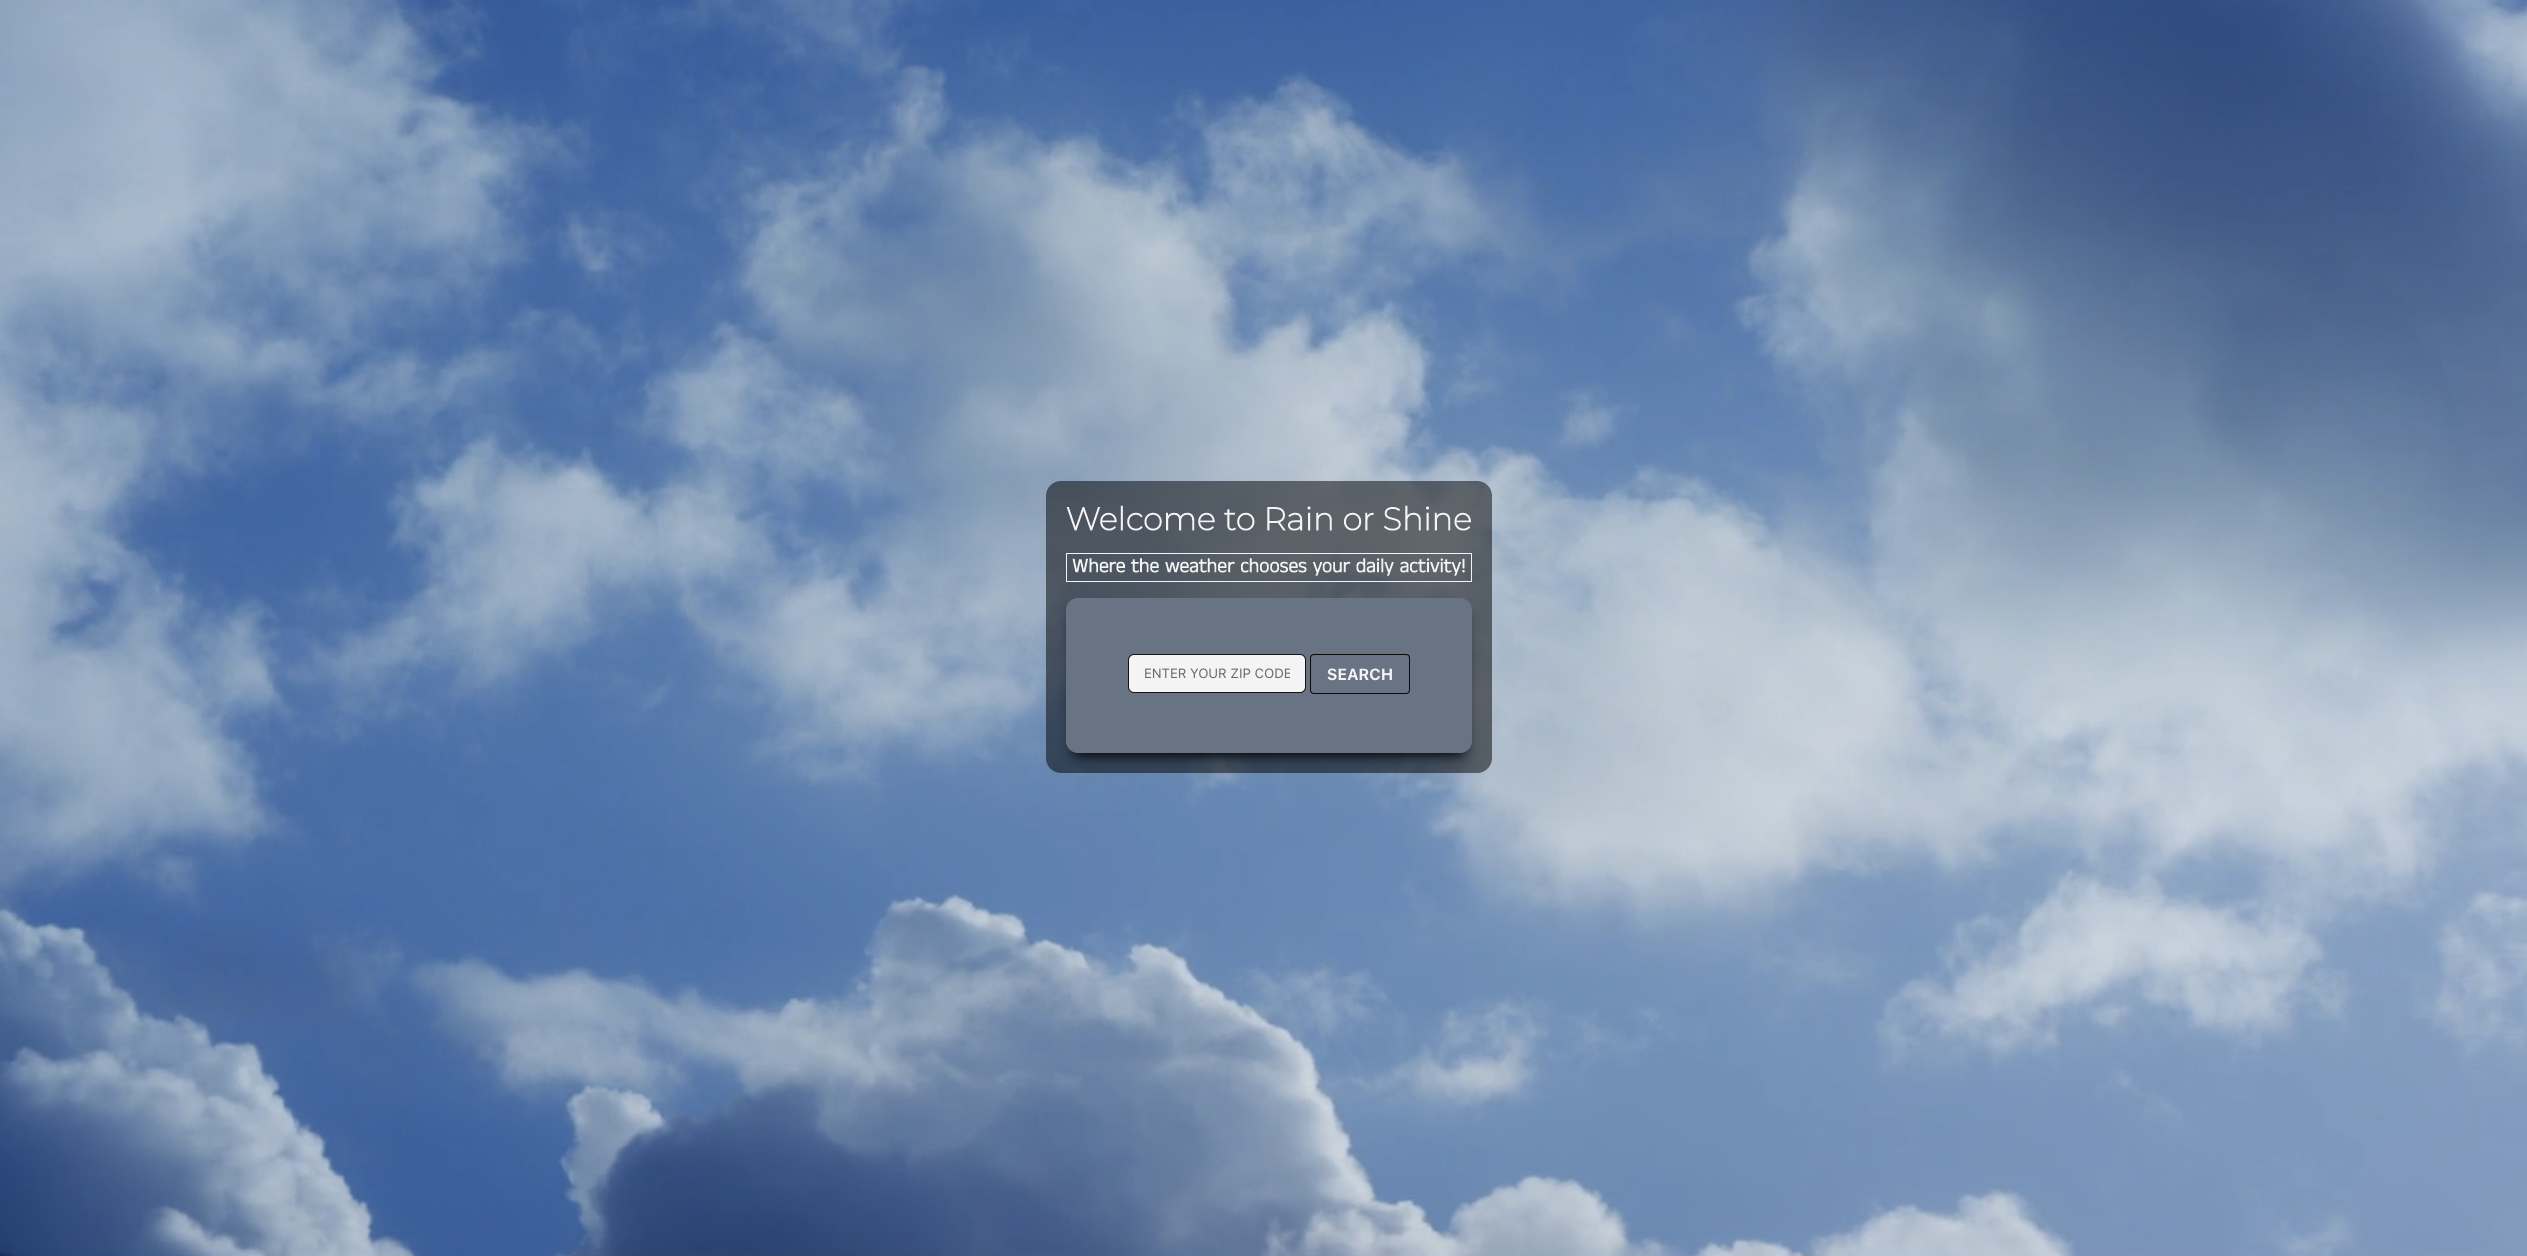 Welcome to Rain or Shine
Where the weather chooses your daily activity!
ENTER YOUR ZIP CODE
SEARCH